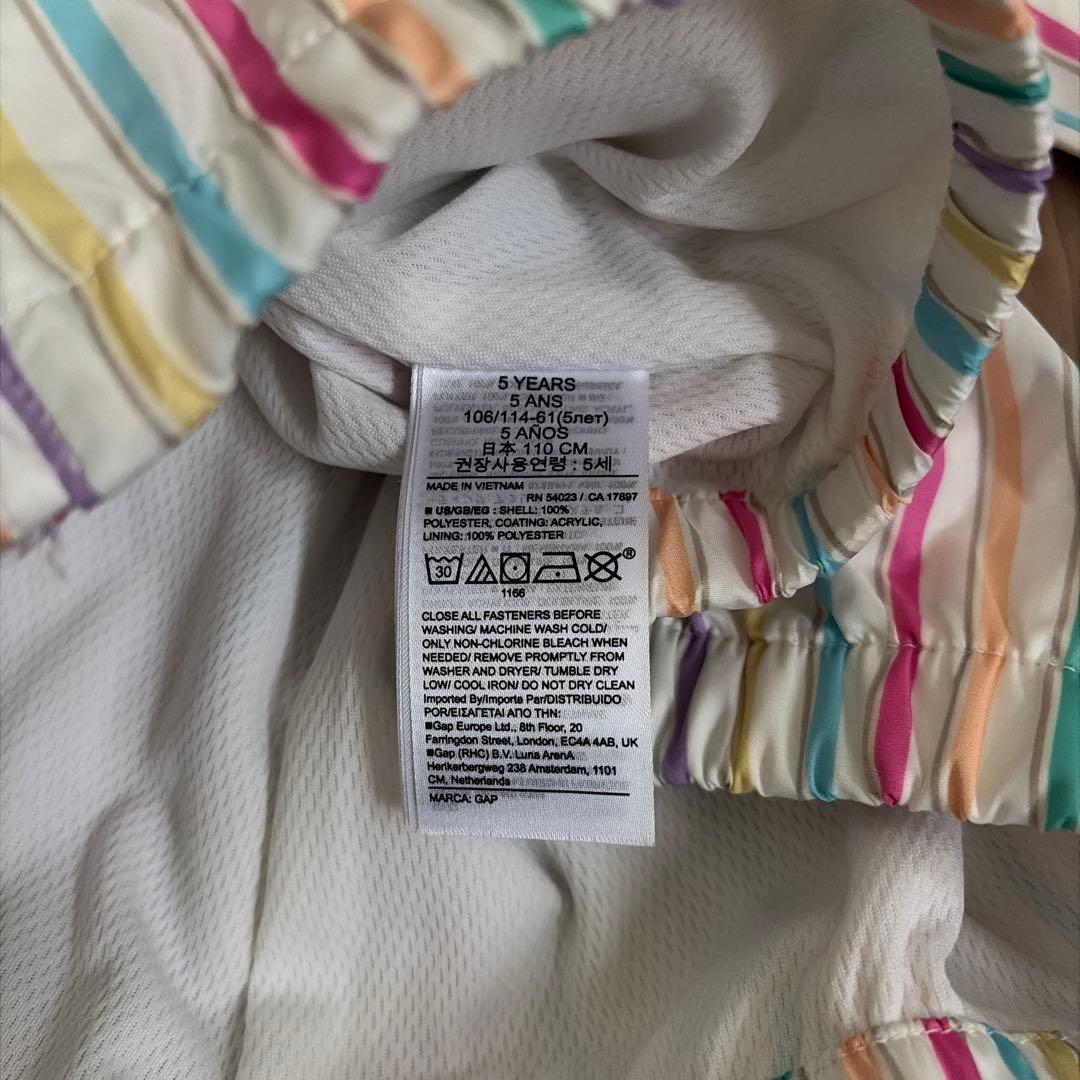 5 YEARS
5 ANS
106/114-61(5лет)
5 AÑOS
日本 110 CM
권장사용연령 : 5세
MADE IN VIETNAM
RN 54023 / CA 17897
■ US/GB/EG : SHELL: 100%
POLYESTER, COATING: ACRYLIC,
LINING: 100% POLYESTER
30
®
1166
CLOSE ALL FASTENERS BEFORE
WASHING/ MACHINE WASH COLD/
ONLY NON-CHLORINE BLEACH WHEN
NEEDED/ REMOVE PROMPTLY FROM
WASHER AND DRYER/ TUMBLE DRY
LOW/ COOL IRON/ DO NOT DRY CLEAN
Imported By/Importe Par/DISTRIBUIDO
POR/ΕΙΣΑΓΕΤΑΙ ΑΠΟ ΤΗΝ:
■Gap Europe Ltd., 8th Floor, 20
Farringdon Street, London, EC4A 4AB, UK
■Gap (RHC) B.V. Luna ArenA
Herikerbergweg 238 Amsterdam, 1101
CM, Netherlands
MARCA: GAP